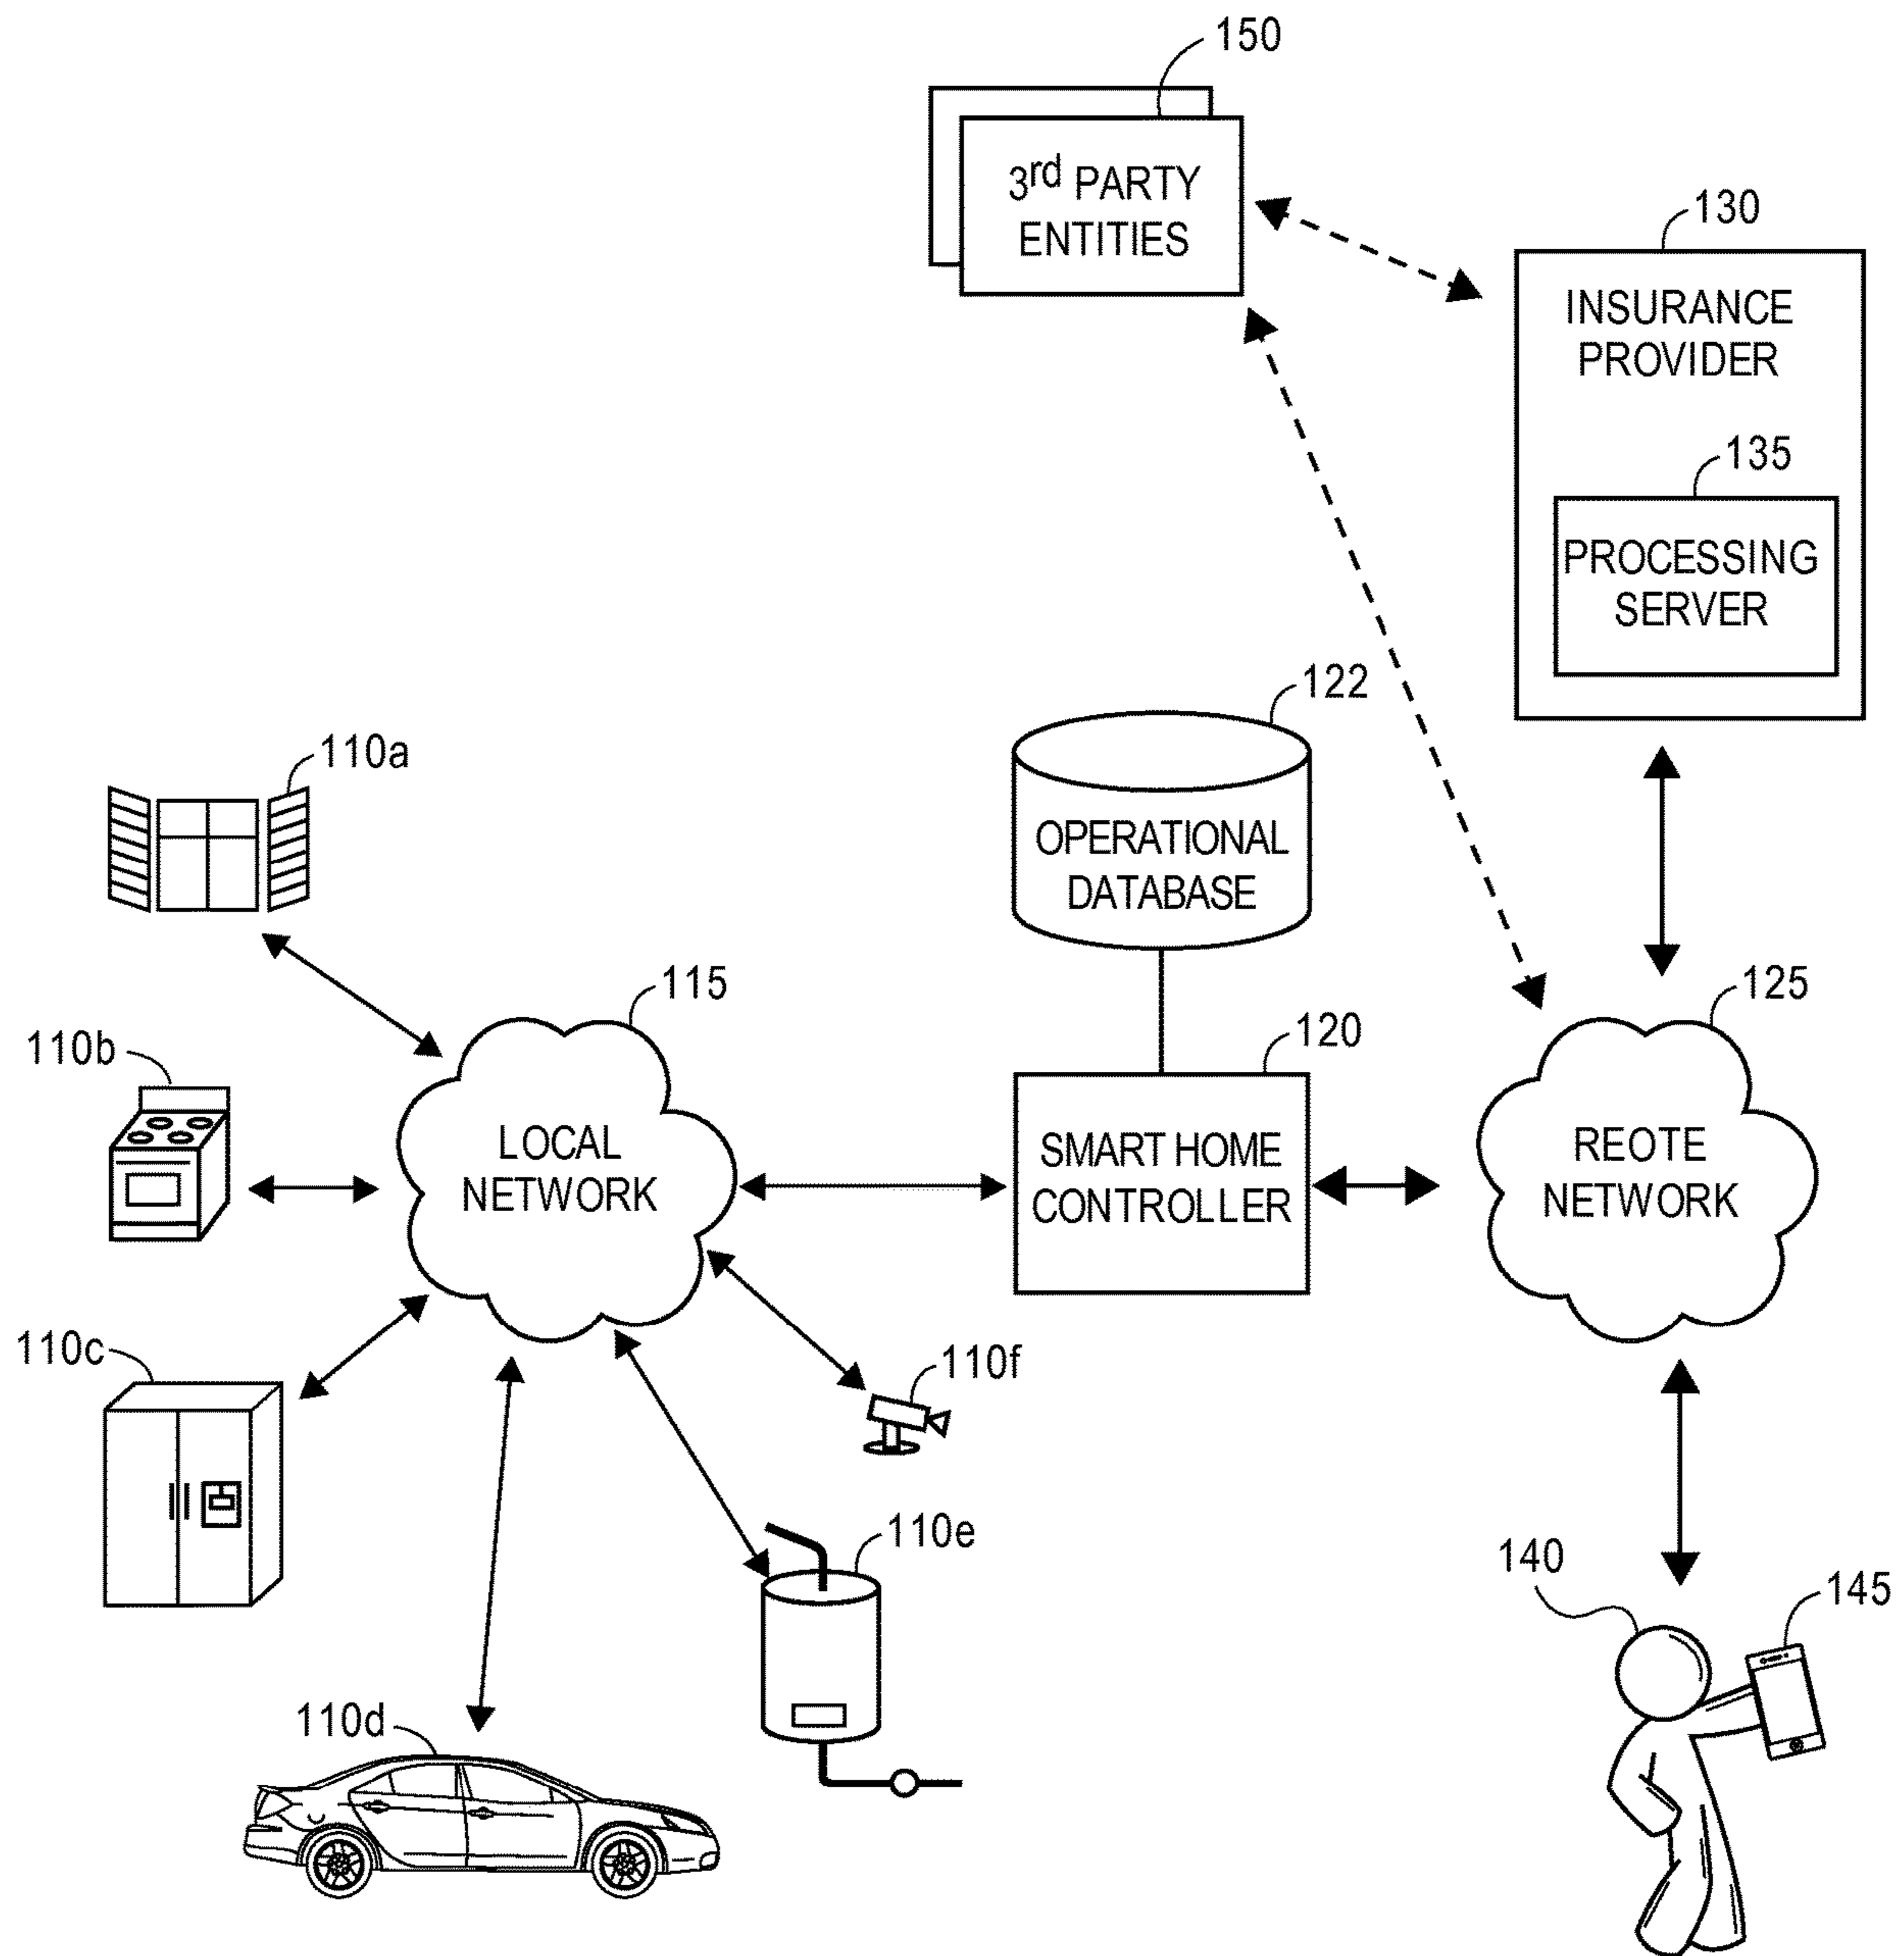 150
3rd PARTY
ENTITIES
130
INSURANCE
PROVIDER
135
PROCESSING
SERVER
122
OPERATIONAL
DATABASE
110a
115
125
110b
120
LOCAL
NETWORK
SMART HOME
CONTROLLER
REOTE
NETWORK
110c
110f
110e
140
145
110d